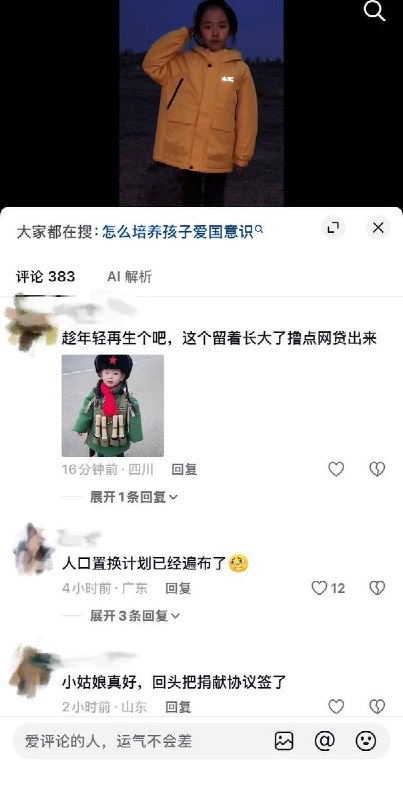 大家都在搜：怎么培养孩子爱国意识
评论 383
AI 解析
趁年轻再生个吧，这个留着长大了撸点网贷出来
16分钟前 · 四川 回复
展开1条回复
人口置换计划已经遍布了
4小时前 · 广东 回复
12
展开3条回复
小姑娘真好，回头把捐献协议签了
2小时前 · 山东 回复
爱评论的人，运气不会差